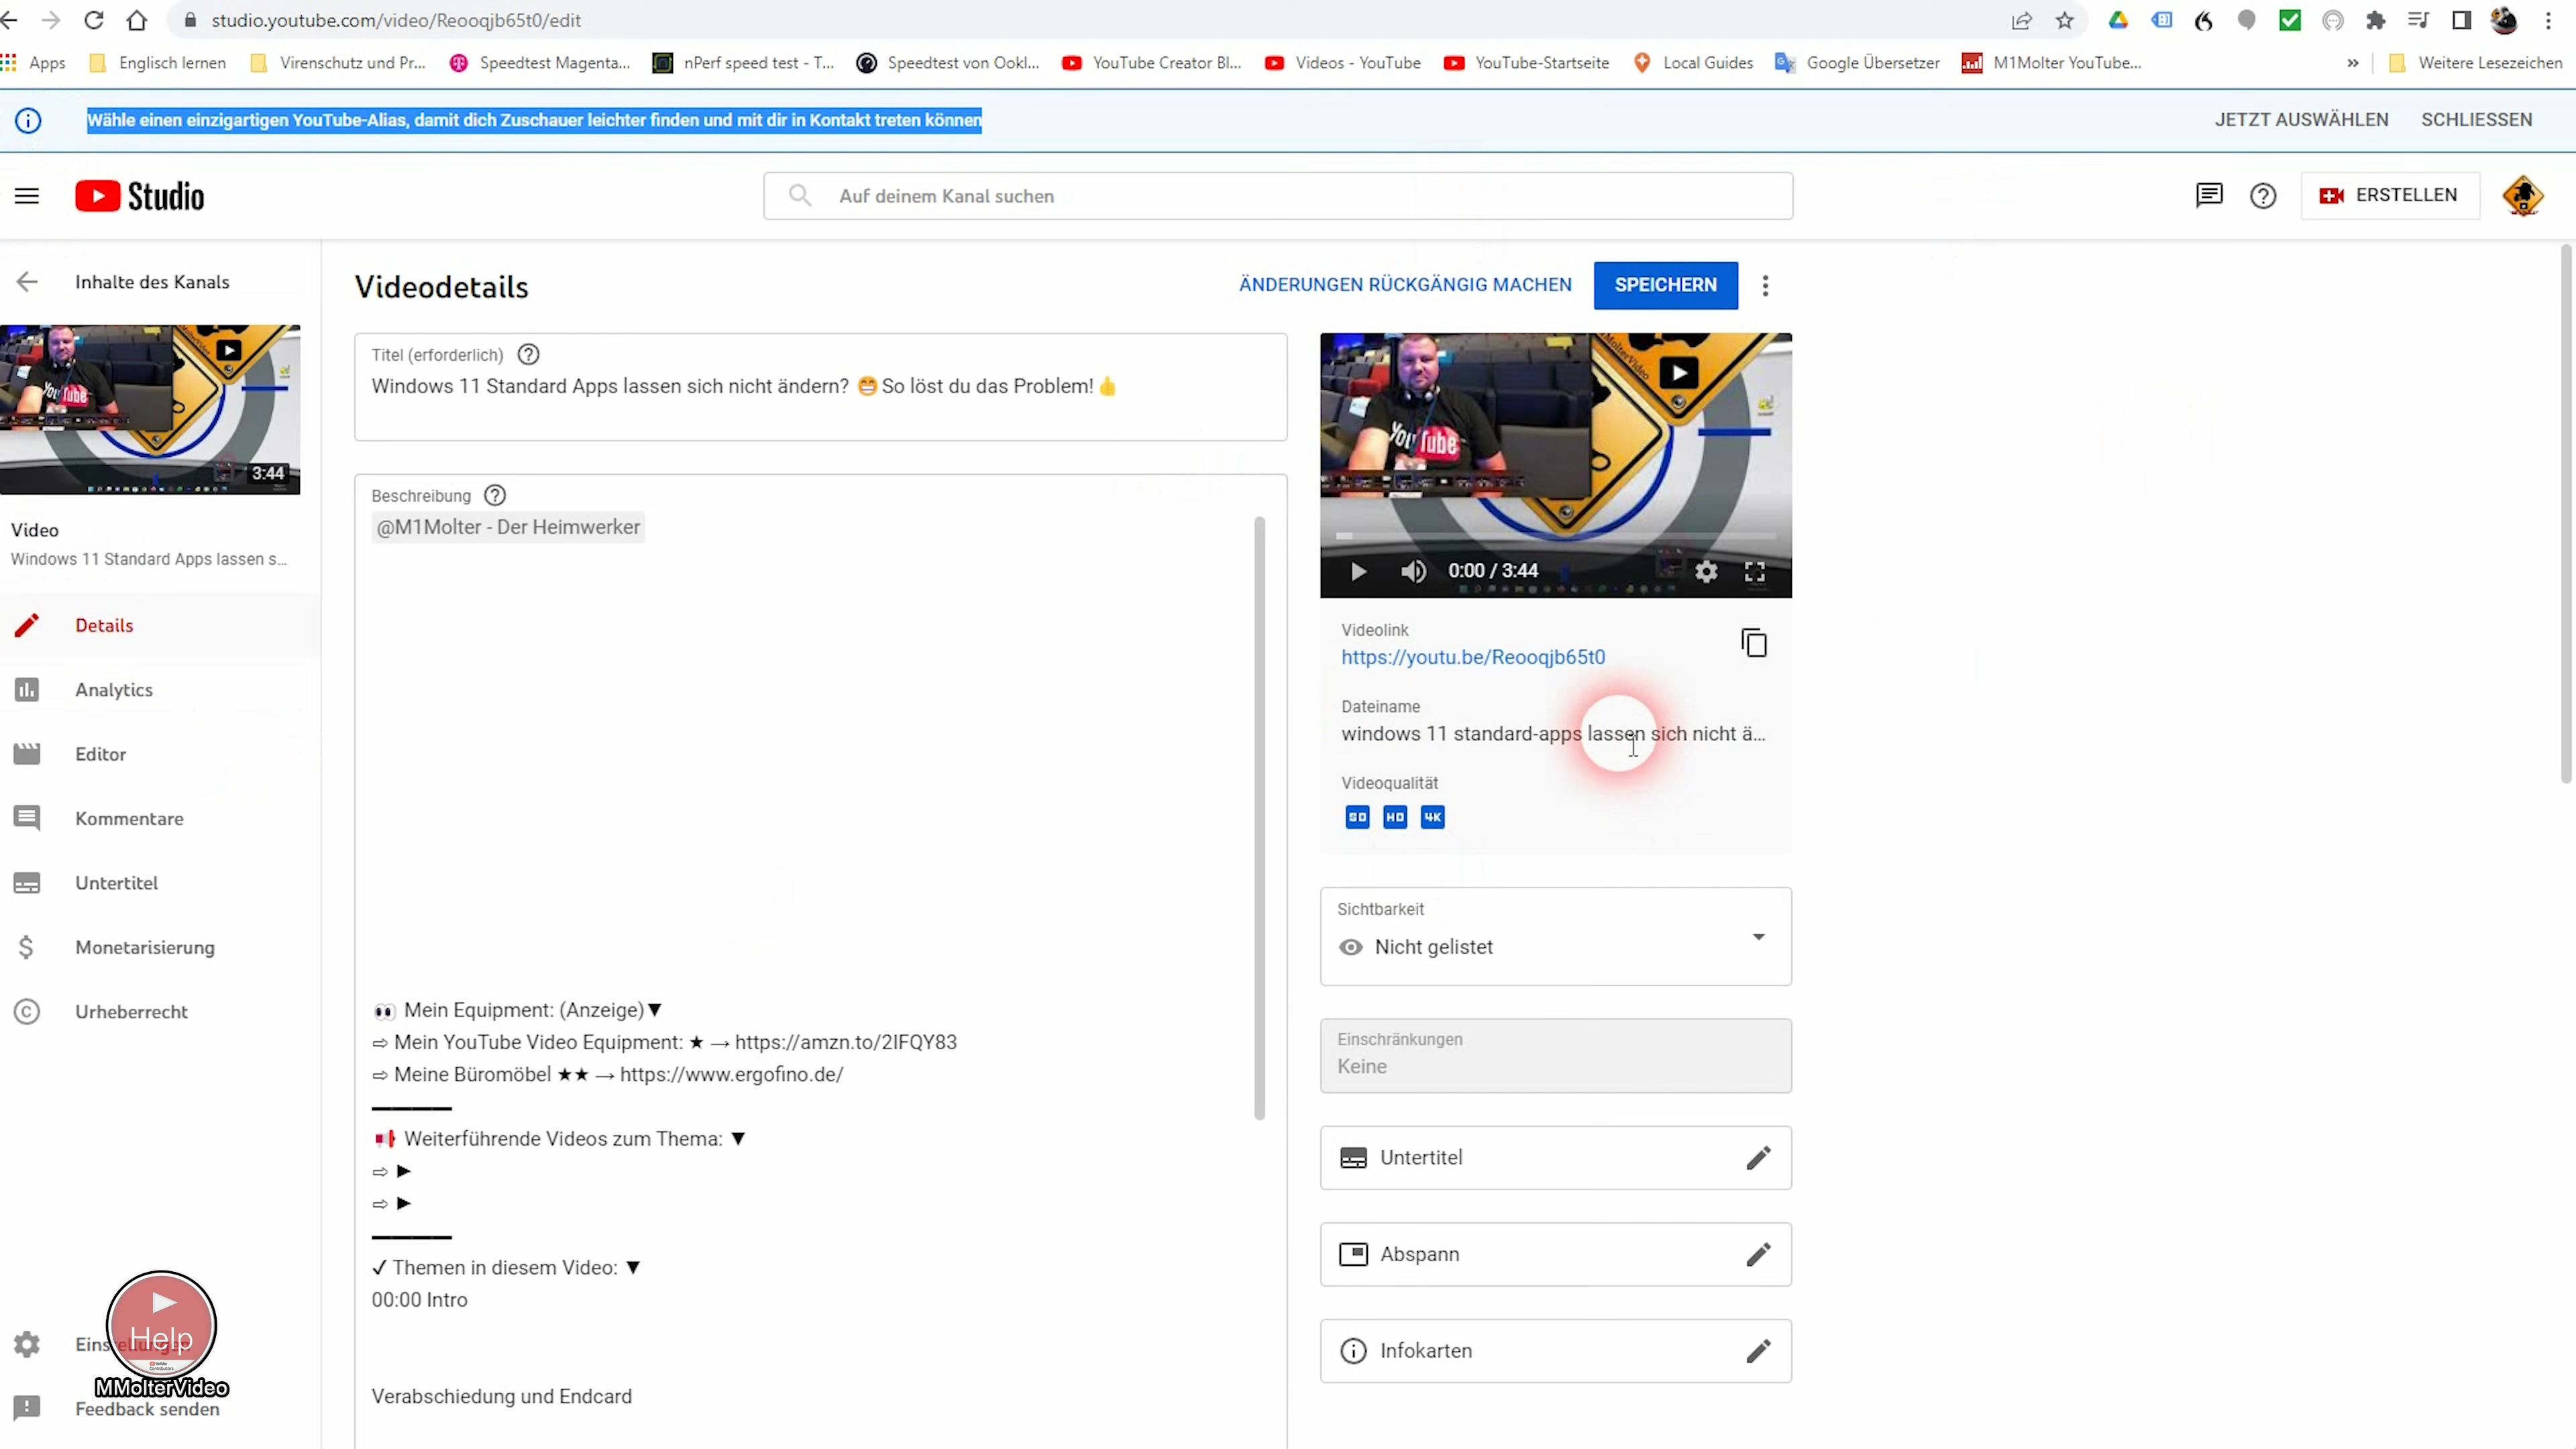 studio.youtube.com/video/Reooqjb65t0/edit
Apps
Englisch lernen
Virenschutz und Pr...
Speedtest Magenta...
nPerf speed test - T...
Speedtest von Ookl...
YouTube Creator Bl...
Videos - YouTube
YouTube-Startseite
Local Guides
Google Übersetzer
M1Molter YouTube...
»
Weitere Lesezeichen
Wähle einen einzigartigen YouTube-Alias, damit dich Zuschauer leichter finden und mit dir in Kontakt treten können
JETZT AUSWÄHLEN
SCHLIESSEN
Studio
Auf deinem Kanal suchen
ERSTELLEN
Inhalte des Kanals
You Tube
3:44
Video
Windows 11 Standard Apps lassen s...
Details
Analytics
Editor
Kommentare
Untertitel
Monetarisierung
Urheberrecht
Feedback senden
Help
MMolterVideo
Videodetails
ÄNDERUNGEN RÜCKGÄNGIG MACHEN
SPEICHERN
Titel (erforderlich)
Windows 11 Standard Apps lassen sich nicht ändern? 😁So löst du das Problem!👍
Beschreibung
@M1Molter - Der Heimwerker
👀 Mein Equipment: (Anzeige)▼
⇨ Mein YouTube Video Equipment: ★ → https://amzn.to/2IFQY83
⇨ Meine Büromöbel ★★ → https://www.ergofino.de/
▬▬▬▬▬
📢 Weiterführende Videos zum Thema: ▼
⇨ ►
⇨ ►
▬▬▬▬▬
✓ Themen in diesem Video: ▼
00:00 Intro
Verabschiedung und Endcard
You Tube
0:00 / 3:44
Videolink
https://youtu.be/Reooqjb65t0
Dateiname
windows 11 standard-apps lassen sich nicht ä...
Videoqualität
SD HD 4K
Sichtbarkeit
Nicht gelistet
Einschränkungen
Keine
Untertitel
Abspann
Infokarten